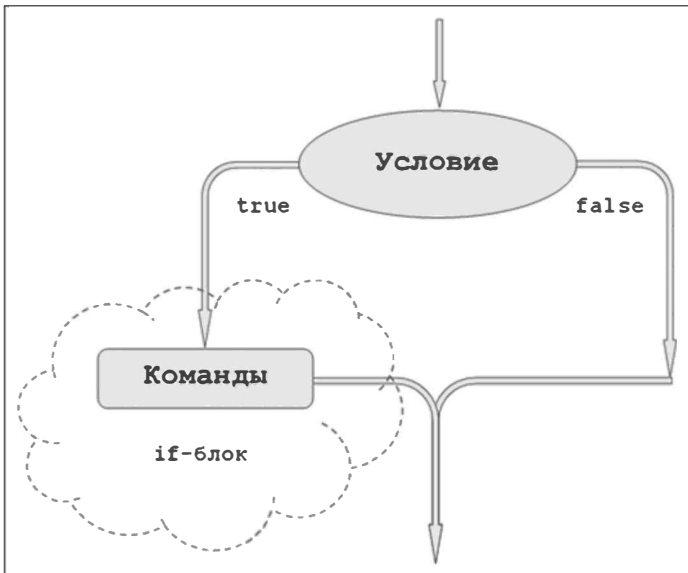 Условие
true
false
Команды
if-блок